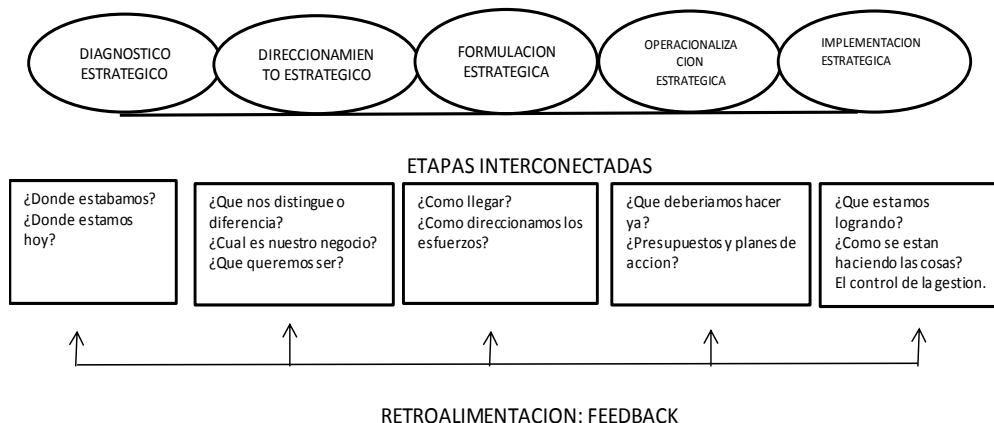 DIAGNOSTICO
ESTRATEGICO
DIRECCIONAMIEN
TO ESTRATEGICO
FORMULACION
ESTRATEGICA
OPERACIONALIZA
CION
ESTRATEGICA
IMPLEMENTACION
ESTRATEGICA
ETAPAS INTERCONECTADAS
¿Donde estabamos?
¿Donde estamos
hoy?
¿Que nos distingue o
diferencia?
¿Cual es nuestro negocio?
¿Que queremos ser?
¿Como llegar?
¿Como direccionamos los
esfuerzos?
¿Que deberiamos hacer
ya?
¿Presupuestos y planes de
accion?
¿Que estamos
logrando?
¿Como se estan
haciendo las cosas?
El control de la gestion.
RETROALIMENTACION: FEEDBACK